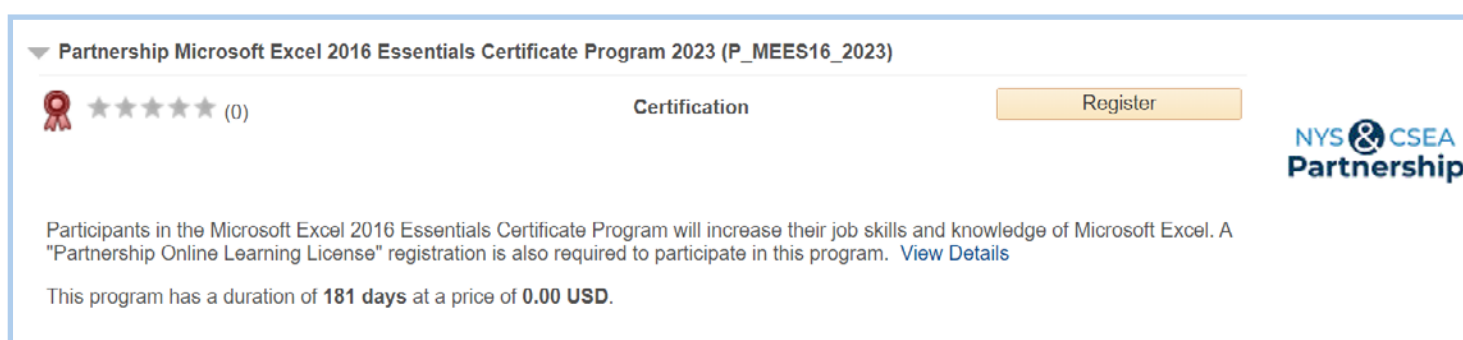 Partnership Microsoft Excel 2016 Essentials Certificate Program 2023 (P_MEES16_2023)
(0)
Certification
Register
NYS & CSEA
Partnership
Participants in the Microsoft Excel 2016 Essentials Certificate Program will increase their job skills and knowledge of Microsoft Excel. A
"Partnership Online Learning License" registration is also required to participate in this program. View Details
This program has a duration of 181 days at a price of 0.00 USD.